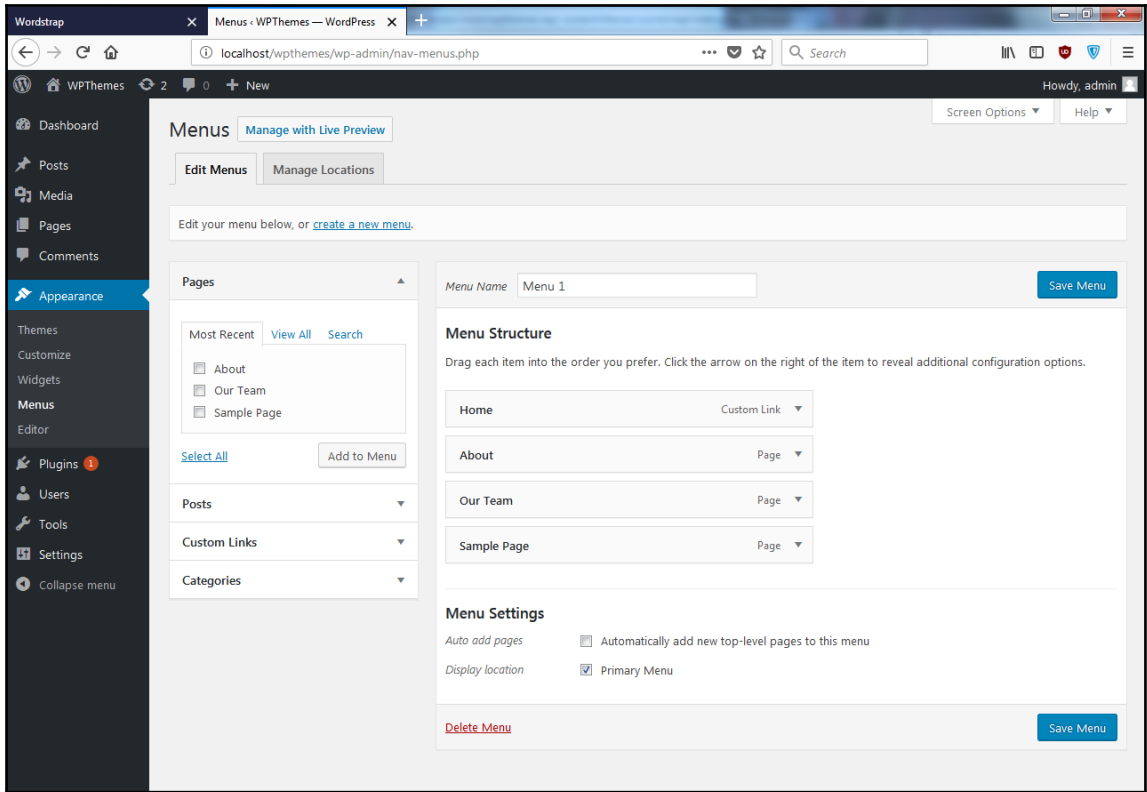 Wordstrap
Menus ‹ WPThemes — WordPress
localhost/wpthemes/wp-admin/nav-menus.php
Search
WPThemes 2 0 + New
Howdy, admin
Screen Options ▼ Help ▼
Dashboard
Posts
Media
Pages
Comments
Appearance
Themes
Customize
Widgets
Menus
Editor
Plugins 1
Users
Tools
Settings
Collapse menu
Menus Manage with Live Preview
Edit Menus Manage Locations
Edit your menu below, or create a new menu.
Pages
Most Recent View All Search
About
Our Team
Sample Page
Select All Add to Menu
Posts
Custom Links
Categories
Menu Name Menu 1 Save Menu
Menu Structure
Drag each item into the order you prefer. Click the arrow on the right of the item to reveal additional configuration options.
Home Custom Link
About Page
Our Team Page
Sample Page Page
Menu Settings
Auto add pages Automatically add new top-level pages to this menu
Display location Primary Menu
Delete Menu Save Menu